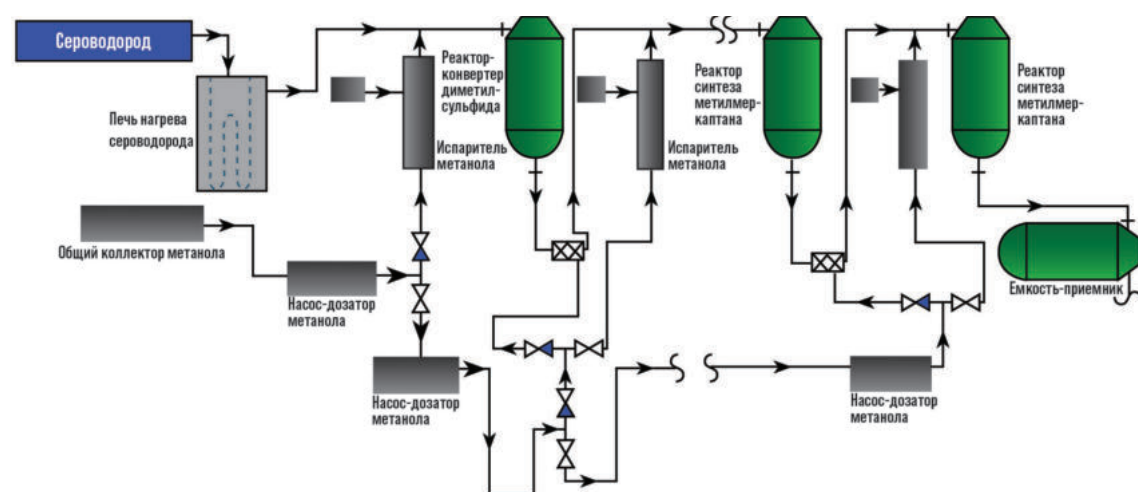 Сероводород
Печь нагрева
сероводорода
Общий коллектор метанола
Насос-дозатор
метанола
Насос-дозатор
метанола
Реактор-
конвертер
диметил-
сульфида
Испаритель
метанола
Испаритель
метанола
Реактор
синтеза
метилмер-
каптана
Реактор
синтеза
метилмер-
каптана
Емкость-приемник
Насос-дозатор
метанола